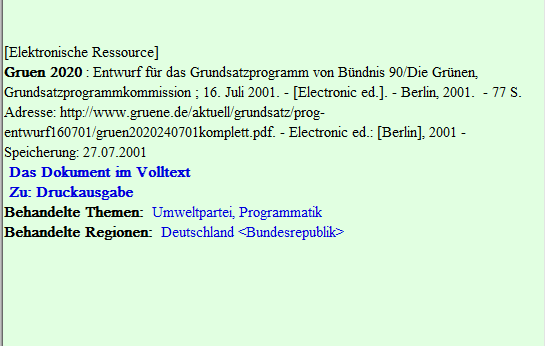 [Elektronische Ressource]
Gruen 2020 : Entwurf für das Grundsatzprogramm von Bündnis 90/Die Grünen,
Grundsatzprogrammkommission ; 16. Juli 2001. - [Electronic ed.]. - Berlin, 2001. - 77 S.
Adresse: http://www.gruene.de/aktuell/grundsatz/prog-
entwurf160701/gruen2020240701komplett.pdf. - Electronic ed.: [Berlin], 2001 -
Speicherung: 27.07.2001
Das Dokument im Volltext
Zu: Druckausgabe
Behandelte Themen: Umweltpartei, Programmatik
Behandelte Regionen: Deutschland <Bundesrepublik>